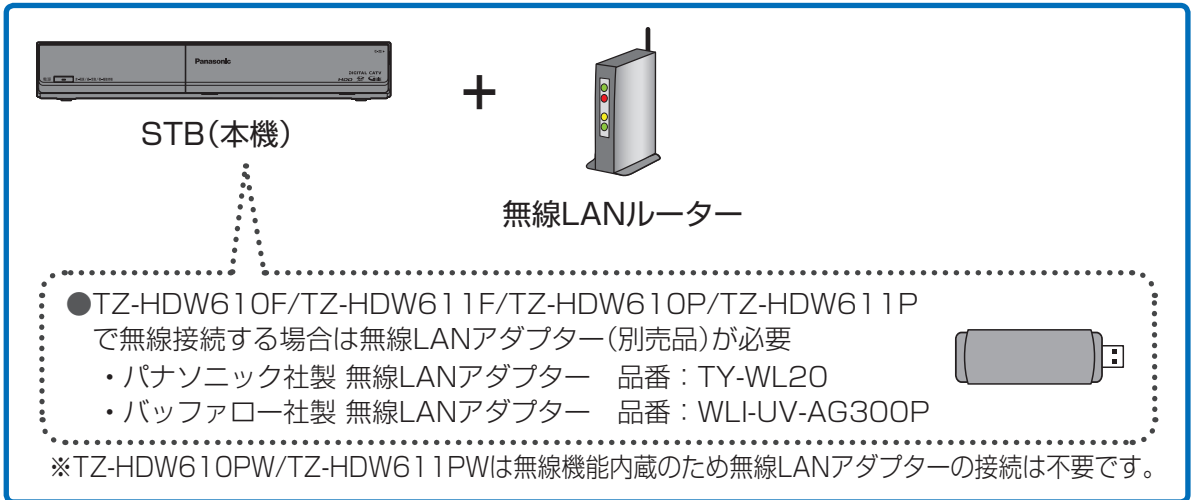 Panasonic
DIGITAL CATV
HDD
STB(本機)
+
無線LANルーター
●TZ-HDW610F/TZ-HDW611F/TZ-HDW610P/TZ-HDW611P
で無線接続する場合は無線LANアダプター(別売品)が必要
・パナソニック社製 無線LANアダプター 品番：TY-WL20
・バッファロー社製 無線LANアダプター 品番：WLI-UV-AG300P
※TZ-HDW610PW/TZ-HDW611PWは無線機能内蔵のため無線LANアダプターの接続は不要です。